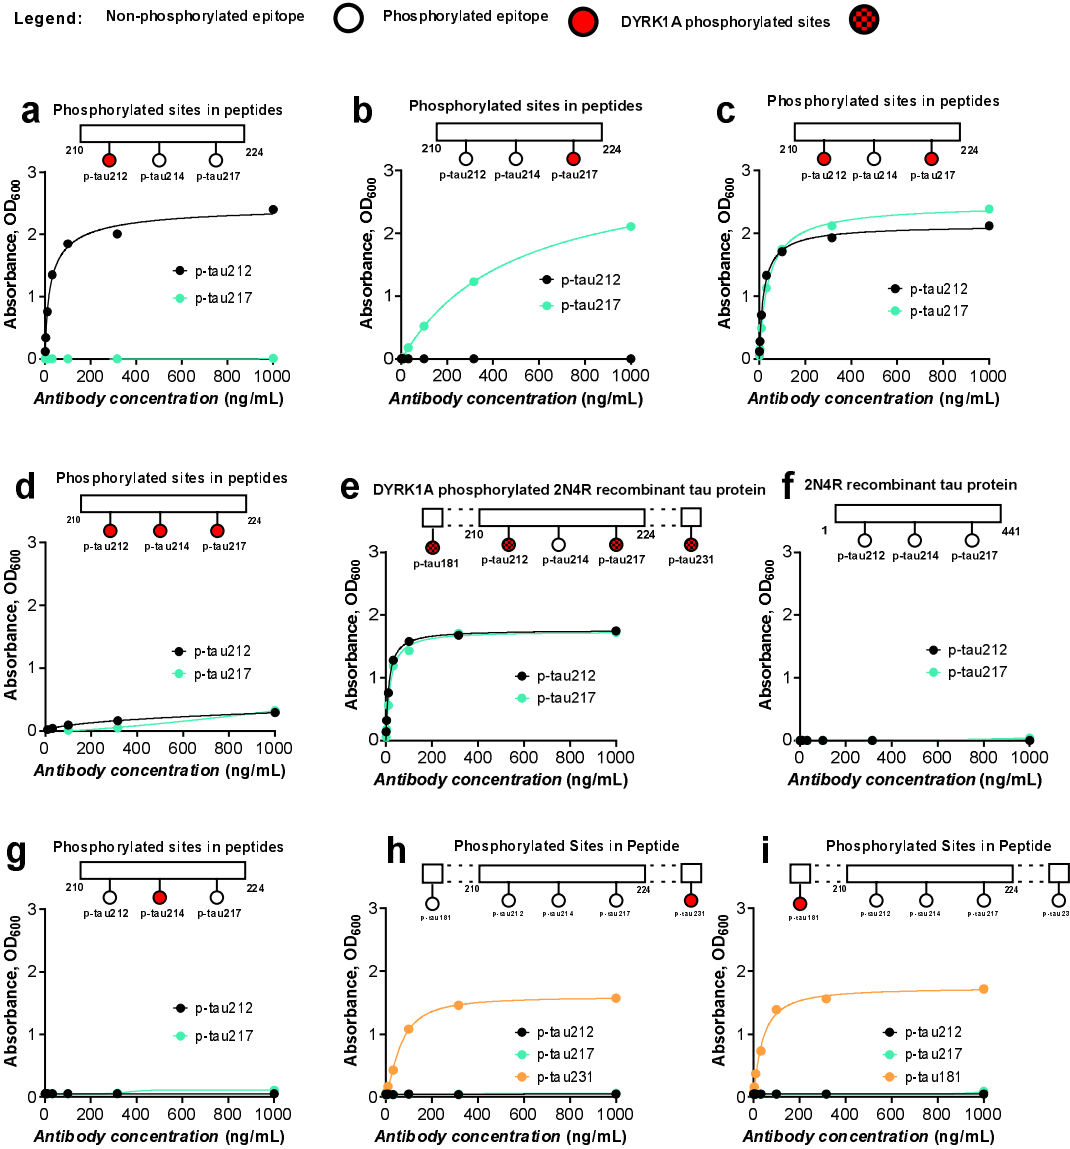 Legend: Non-phosphorylated epitope Phosphorylated epitope DYRK1A phosphorylated sites
a
Phosphorylated sites in peptides
210 224
p-tau212 p-tau214 p-tau217
3
2
1
0
Absorbance, OD600
p-tau212
p-tau217
0 200 400 600 800 1000
Antibody concentration (ng/mL)
b
Phosphorylated sites in peptides
210 224
p-tau212 p-tau214 p-tau217
3
2
1
0
Absorbance, OD600
p-tau212
p-tau217
0 200 400 600 800 1000
Antibody concentration (ng/mL)
c
Phosphorylated sites in peptides
210 224
p-tau212 p-tau214 p-tau217
3
2
1
0
Absorbance, OD600
p-tau212
p-tau217
0 200 400 600 800 1000
Antibody concentration (ng/mL)
d
Phosphorylated sites in peptides
210 224
p-tau212 p-tau214 p-tau217
3
2
1
0
Absorbance, OD600
p-tau212
p-tau217
0 200 400 600 800 1000
Antibody concentration (ng/mL)
e
DYRK1A phosphorylated 2N4R recombinant tau protein
210 224
p-tau181 p-tau212 p-tau214 p-tau217 p-tau231
3
2
1
0
Absorbance, OD600
p-tau212
p-tau217
0 200 400 600 800 1000
Antibody concentration (ng/mL)
f
2N4R recombinant tau protein
1 441
p-tau212 p-tau214 p-tau217
3
2
1
0
Absorbance, OD600
p-tau212
p-tau217
0 200 400 600 800 1000
Antibody concentration (ng/mL)
g
Phosphorylated sites in peptides
210 224
p-tau212 p-tau214 p-tau217
3
2
1
0
Absorbance, OD600
p-tau212
p-tau217
0 200 400 600 800 1000
Antibody concentration (ng/mL)
h
Phosphorylated Sites in Peptide
210 224
p-tau181 p-tau212 p-tau214 p-tau217 p-tau231
3
2
1
0
Absorbance, OD600
p-tau212
p-tau217
p-tau231
0 200 400 600 800 1000
Antibody concentration (ng/mL)
i
Phosphorylated Sites in Peptide
210 224
p-tau181 p-tau212 p-tau214 p-tau217 p-tau23
3
2
1
0
Absorbance, OD600
p-tau212
p-tau217
p-tau181
0 200 400 600 800 1000
Antibody concentration (ng/mL)